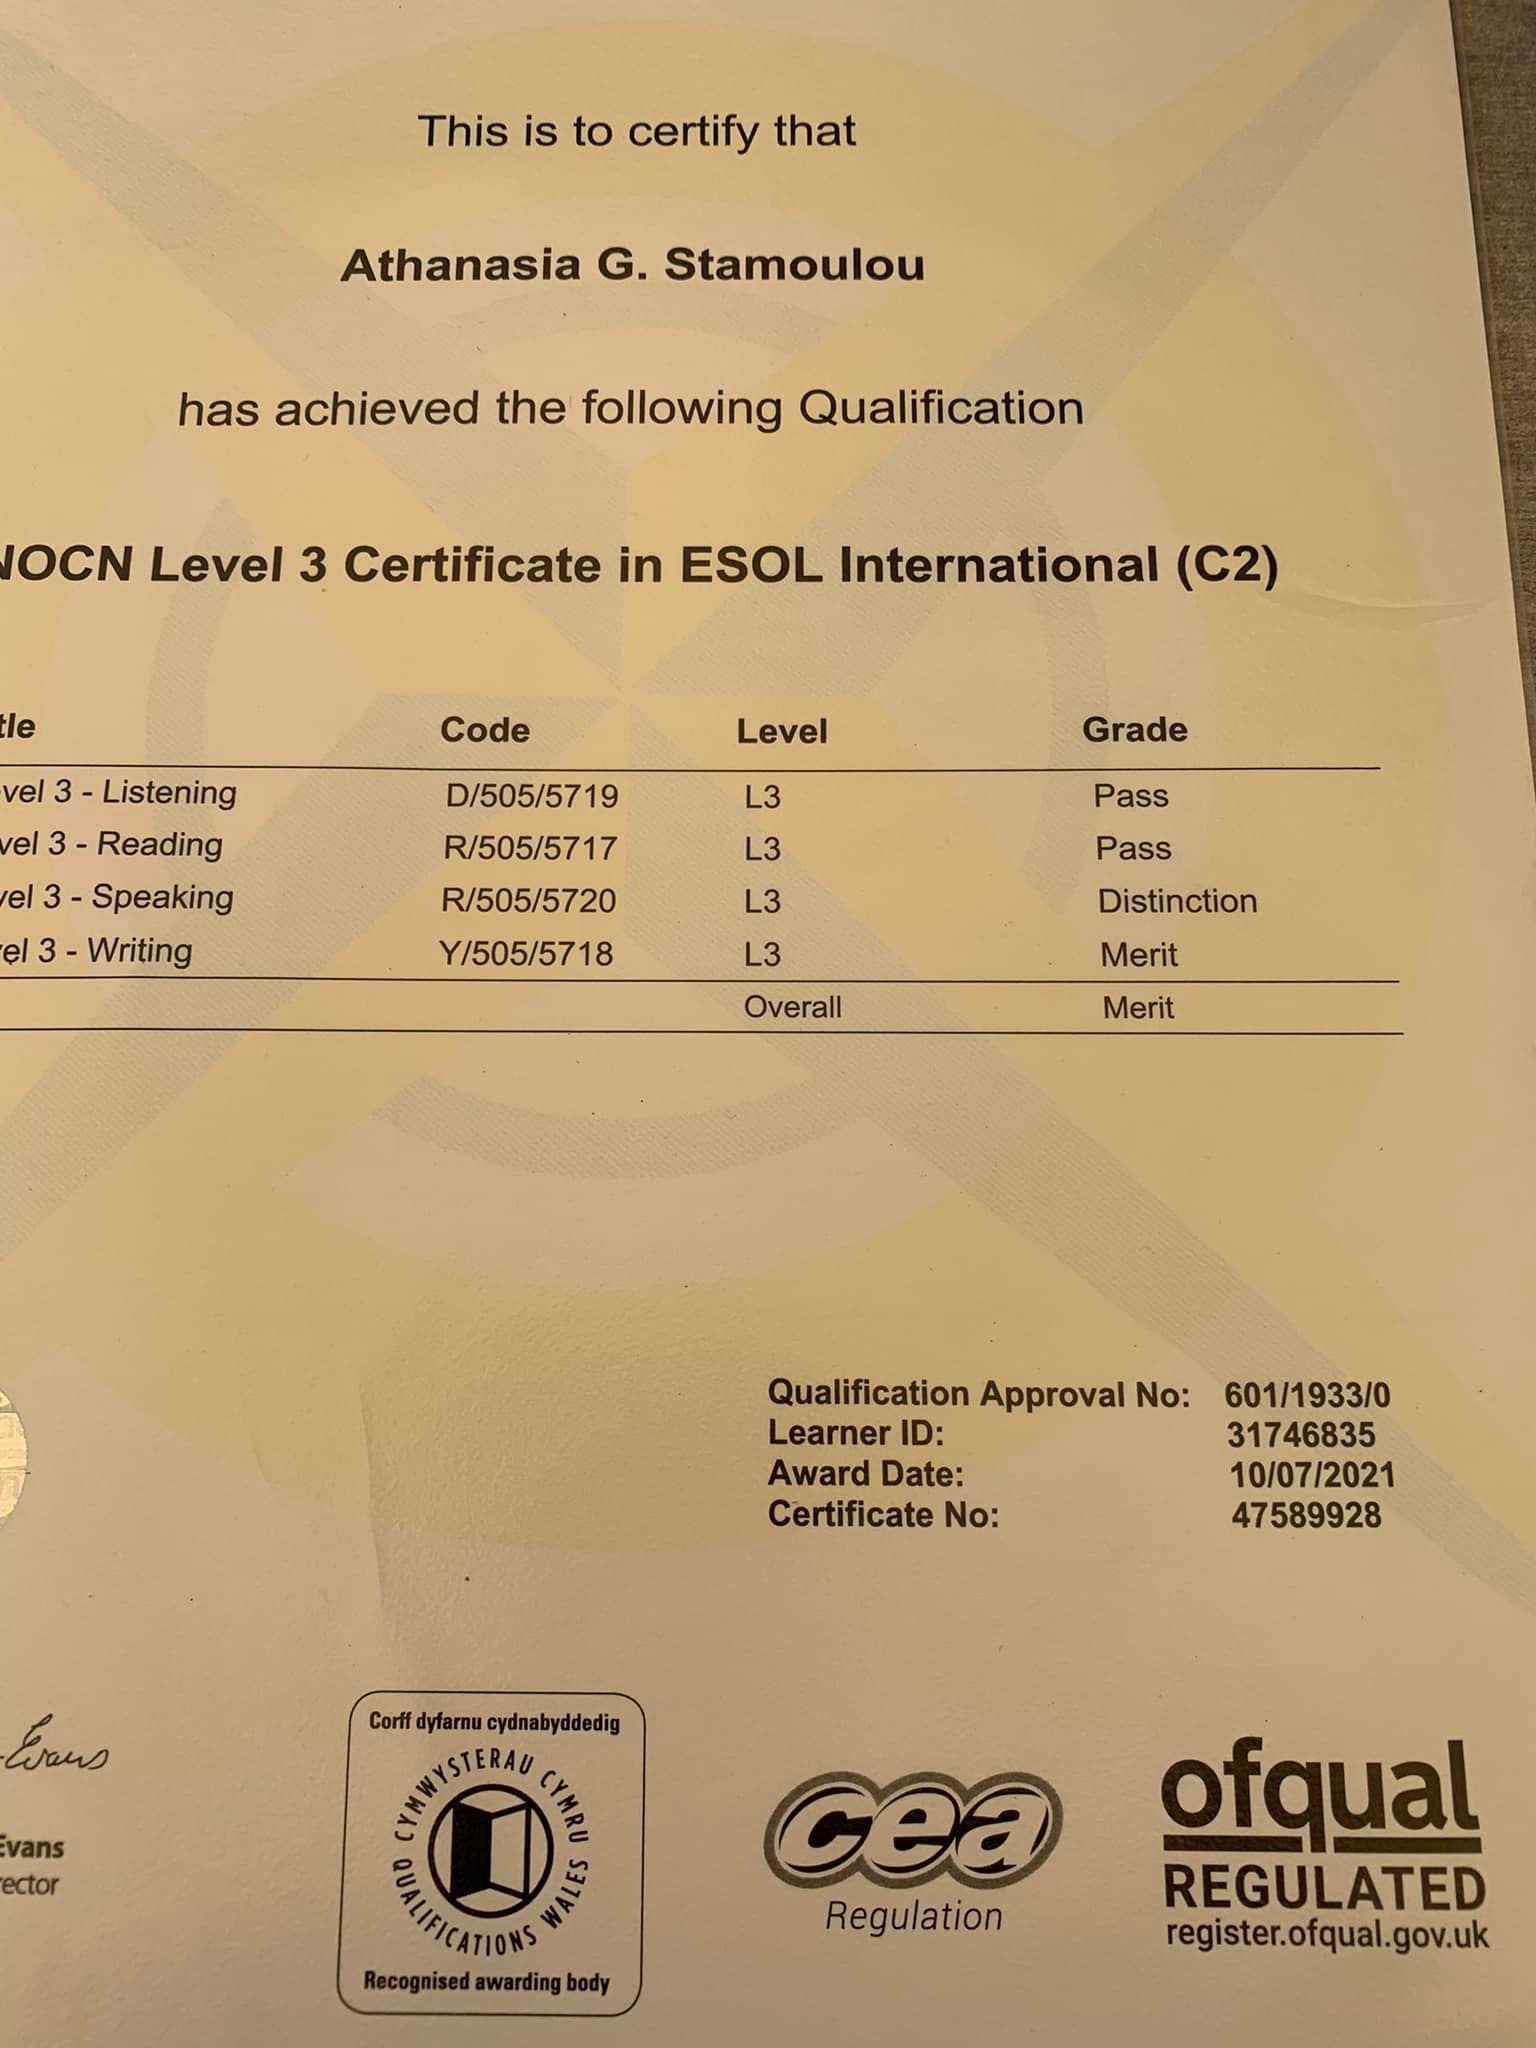 This is to certify that
Athanasia G. Stamoulou
has achieved the following Qualification
NOCN Level 3 Certificate in ESOL International (C2)
tle Code Level Grade
vel 3 - Listening D/505/5719 L3 Pass
vel 3 - Reading R/505/5717 L3 Pass
vel 3 - Speaking R/505/5720 L3 Distinction
el 3 - Writing Y/505/5718 L3 Merit
Overall Merit
Qualification Approval No: 601/1933/0
Learner ID: 31746835
Award Date: 10/07/2021
Certificate No: 47589928
Evans
Evans
rector
Corff dyfarnu cydnabyddedig
CYMWYSTERAU CYMRU
QUALIFICATIONS WALES
Recognised awarding body
cea
Regulation
ofqual
REGULATED
register.ofqual.gov.uk